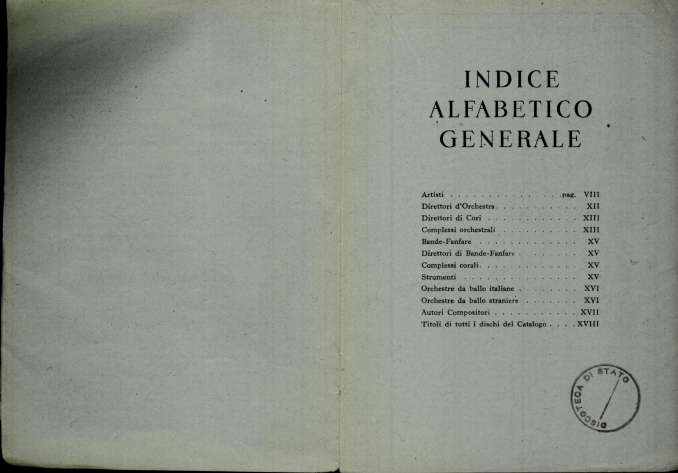 INDICE
ALFABETICO
GENERALE
Artisti . . . . . . . . . . . . . . . pag. VIII
Direttori d'Orchestra . . . . . . . . . . . XII
Direttori di Cori . . . . . . . . . . . . XIII
Complessi orchestrali . . . . . . . . . . XIII
Bande-Fanfare . . . . . . . . . . . . . XV
Direttori di Bande-Fanfare . . . . . . . . XV
Complessi corali . . . . . . . . . . . . . XV
Strumenti . . . . . . . . . . . . . . . XV
Orchestre da ballo italiane . . . . . . . . XVI
Orchestre da ballo straniere . . . . . . . XVI
Autori Compositori . . . . . . . . . . . XVII
Titoli di tutti i dischi del Catalogo . . . . XVIII
DISCOTECA DI STATO